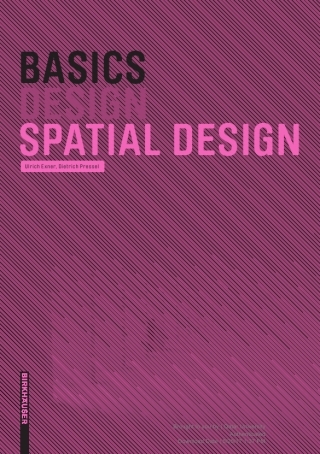 BASICS
DESIGN
SPATIAL DESIGN
Ulrich Exner, Dietrich Pressel
BIRKHÄUSER